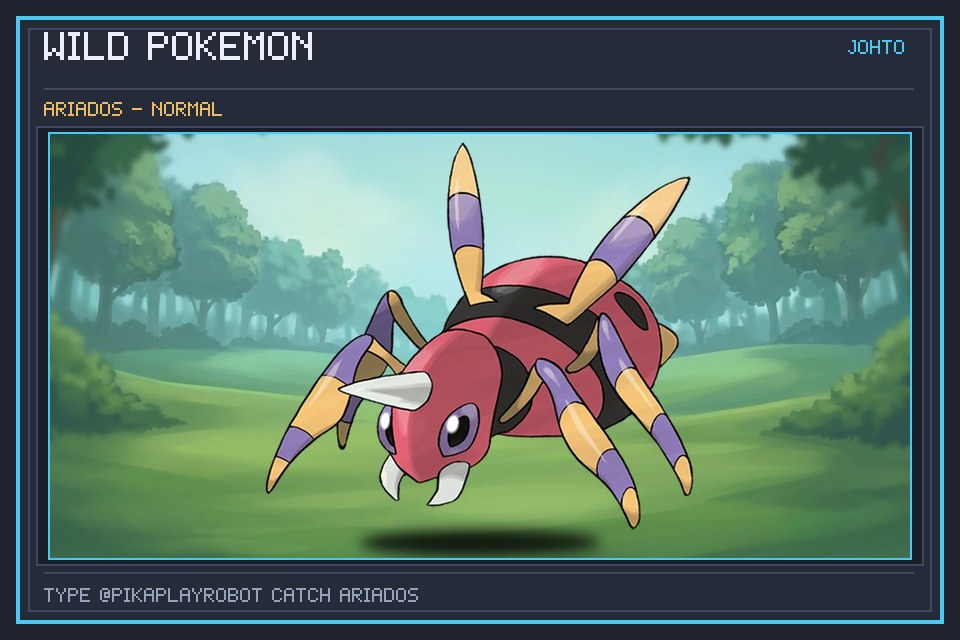 WILD POKEMON
JOHTO
ARIADOS - NORMAL
TYPE @PIKAPLAYROBOT CATCH ARIADOS